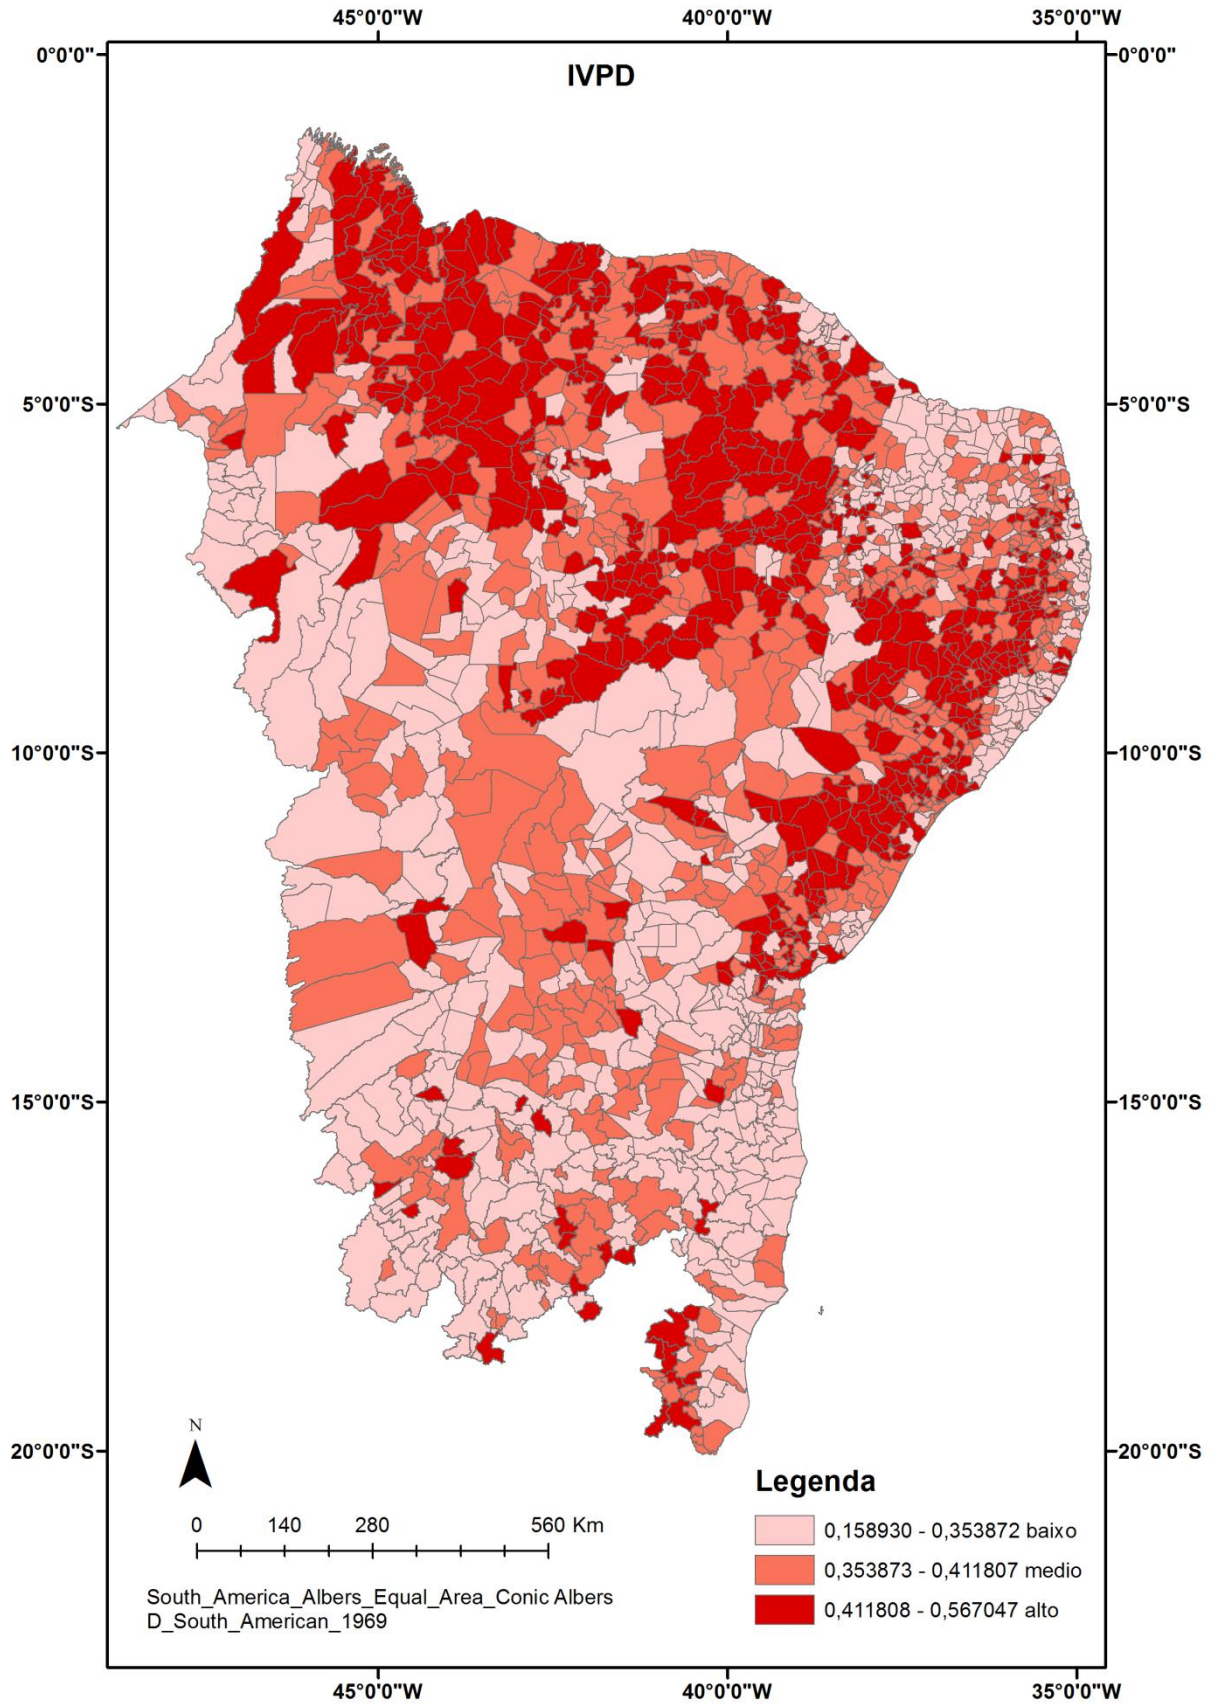 45°0'0"W 40°0'0"W 35°0'0"W
0°0'0" 0°0'0"
IVPD
5°0'0"S 5°0'0"S
10°0'0"S 10°0'0"S
15°0'0"S 15°0'0"S
N
20°0'0"S 20°0'0"S
Legenda
0 140 280 560 Km
0,158930 - 0,353872 baixo
0,353873 - 0,411807 medio
0,411808 - 0,567047 alto
South_America_Albers_Equal_Area_Conic Albers
D_South_American_1969
45°0'0"W 40°0'0"W 35°0'0"W